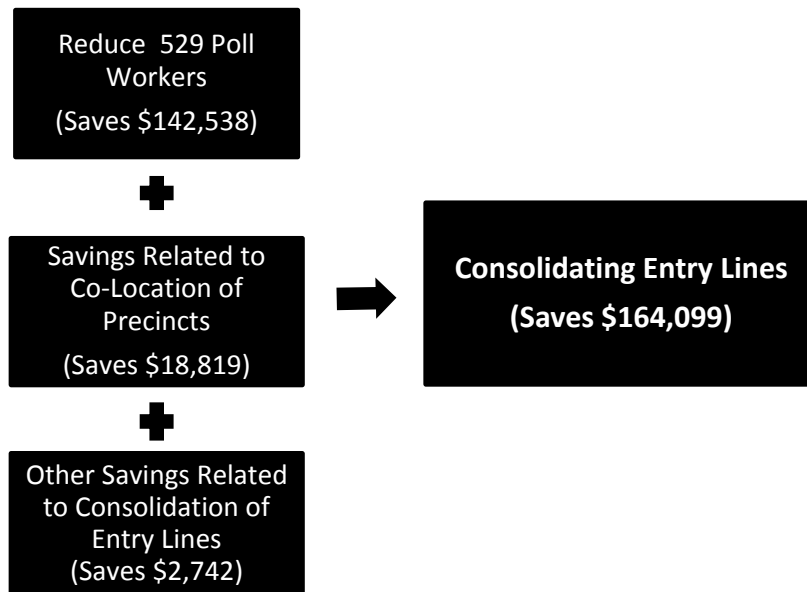 Reduce 529 Poll
Workers
(Saves $142,538)
Savings Related to
Co-Location of
Precincts
(Saves $18,819)
Other Savings Related
to Consolidation of
Entry Lines
(Saves $2,742)
Consolidating Entry Lines
(Saves $164,099)